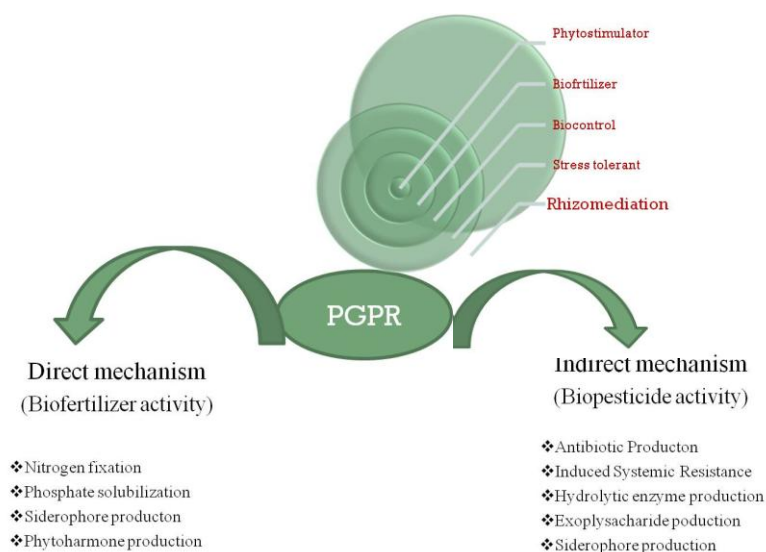 Phytostimulator
Biofrtilizer
Biocontrol
Stress tolerant
Rhizomediation
PGPR
Direct mechanism
(Biofertilizer activity)
❖Nitrogen fixation
❖Phosphate solubilization
❖Siderophore producton
❖Phytoharmone production
Indirect mechanism
(Biopesticide activity)
❖Antibiotic Producton
❖Induced Systemic Resistance
❖Hydrolytic enzyme production
❖Exoplysacharide poduction
❖Siderophore production